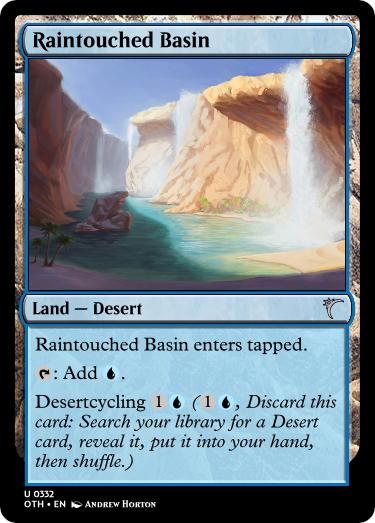 Raintouched Basin
Land — Desert
Raintouched Basin enters tapped.
: Add .
Desertcycling 1 (1 , Discard this
card: Search your library for a Desert
card, reveal it, put it into your hand,
then shuffle.)
U 0332
OTH • EN Andrew Horton